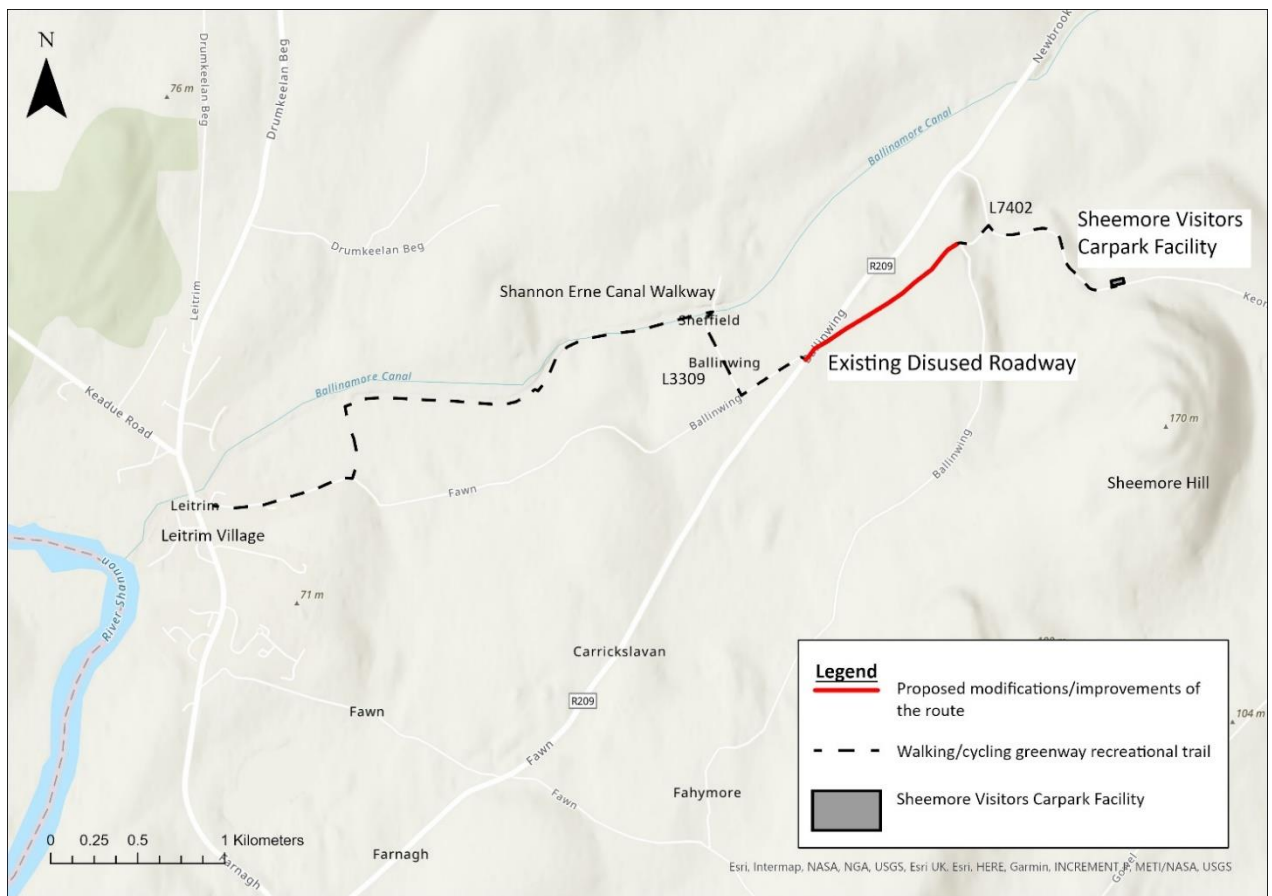 N
76 m
Drumkeelan Beg
Drumkeelan Beg
Newbrook
Ballinamore Canal
Leitrim
Drumkeelan Beg
L7402
Sheemore Visitors
Carpark Facility
R209
Keadue Road
Shannon Erne Canal Walkway
Sheffield
Ballinwing
Ballinwing
L3309
Existing Disused Roadway
Ballinamore Canal
Ballinwing
Ballinwing
170 m
Fawn
Sheemore Hill
Leitrim
Leitrim Village
River Shannon
71 m
Carrickslavan
R209
Fawn
Fawn
Fawn
Fahymore
Farnagh
Farnagh
104 m
Legend
Proposed modifications/improvements of
the route
Walking/cycling greenway recreational trail
Sheemore Visitors Carpark Facility
0 0.25 0.5 1 Kilometers
Esri, Intermap, NASA, NGA, USGS, Esri UK, Esri, HERE, Garmin, INCREMENT P, METI/NASA, USGS